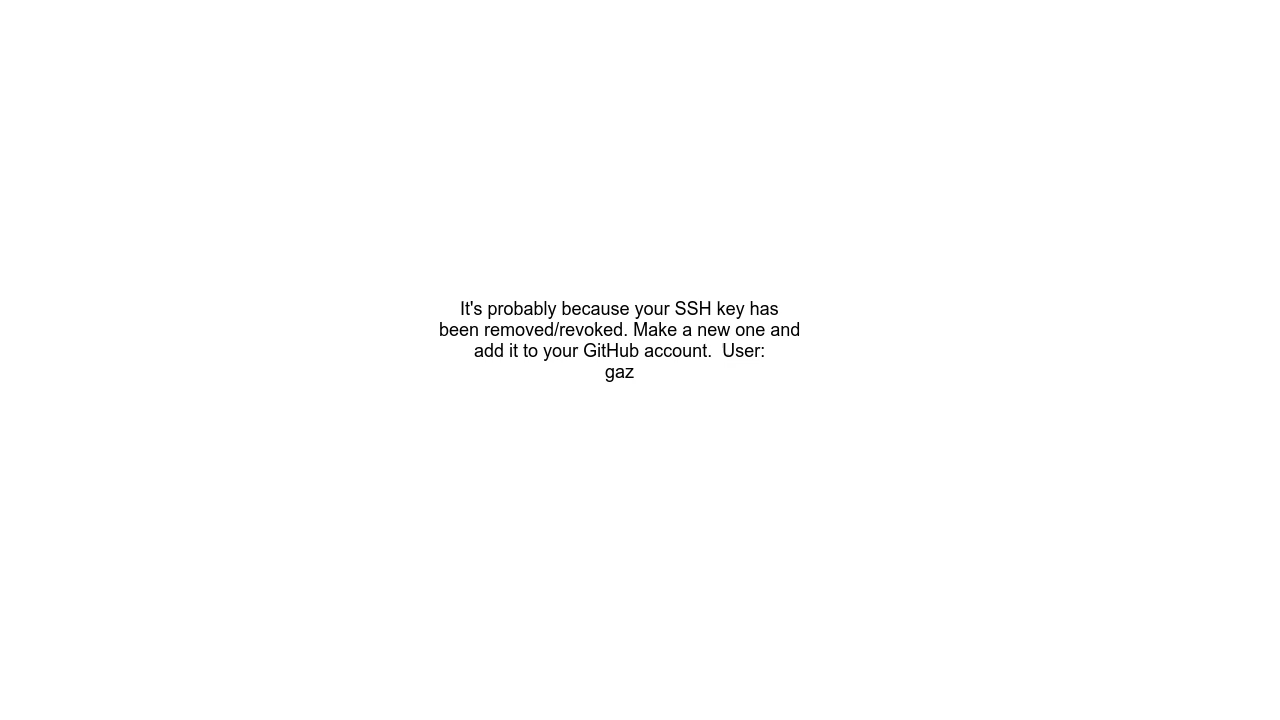 It's probably because your SSH key has
been removed/revoked. Make a new one and
add it to your GitHub account.  User:
gaz